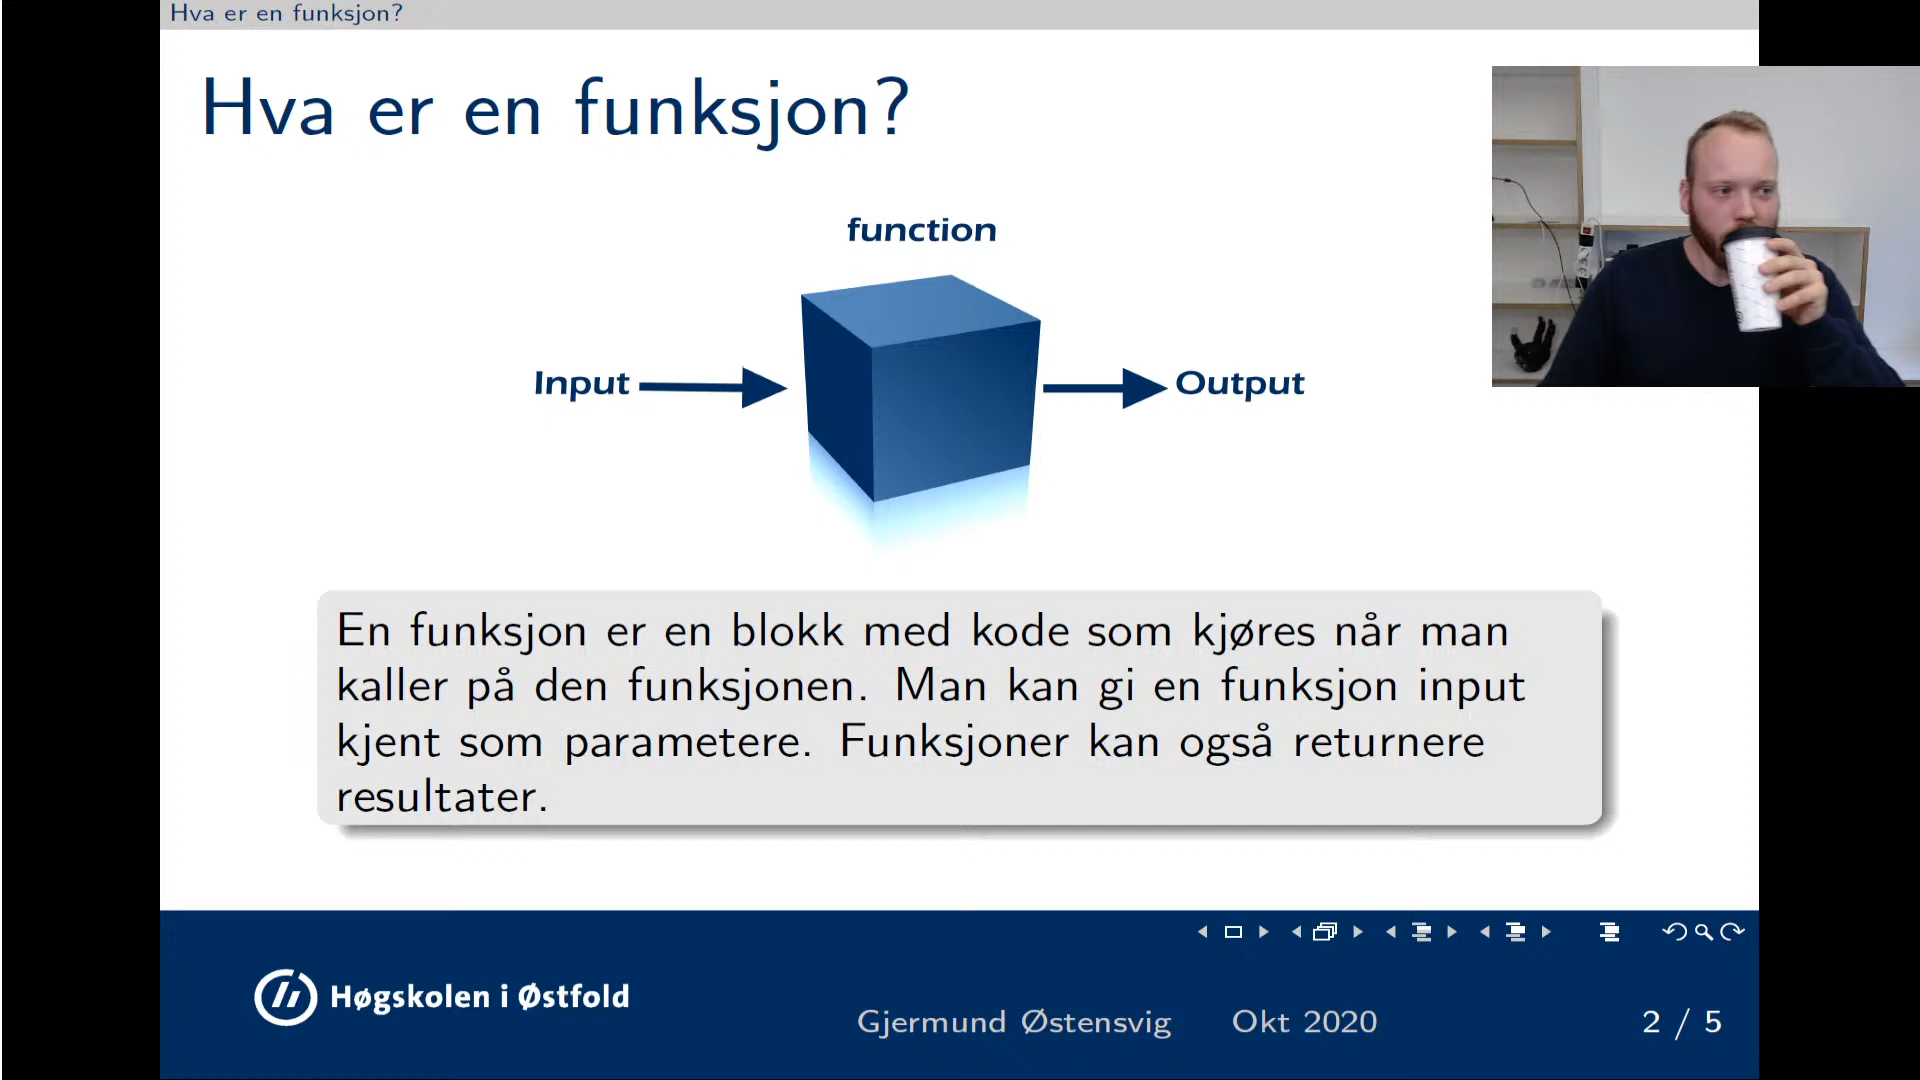 Hva er en funksjon?
Hva er en funksjon?
function
Input
Output
En funksjon er en blokk med kode som kjøres når man
kaller på den funksjonen. Man kan gi en funksjon input
kjent som parametere. Funksjoner kan også returnere
resultater.
Høgskolen i Østfold
Gjermund Østensvig
Okt 2020
2 / 5